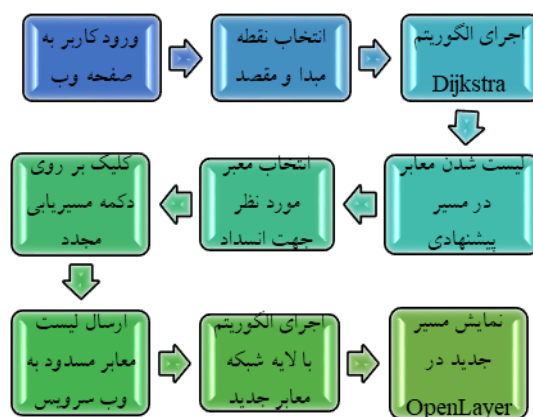 ورود کاربر به
صفحه وب
انتخاب نقطه
مبدا و مقصد
اجرای الگوریتم
Dijkstra
لیست شدن معابر
در مسیر
پیشنهادی
انتخاب معبر
مورد نظر
جهت انسداد
کلیک بر روی
دکمه مسیریابی
مجدد
ارسال لیست
معابر مسدود به
وب سرویس
اجرای الگوریتم
با لایه شبکه
معابر جدید
نمایش مسیر
جدید در
OpenLayer